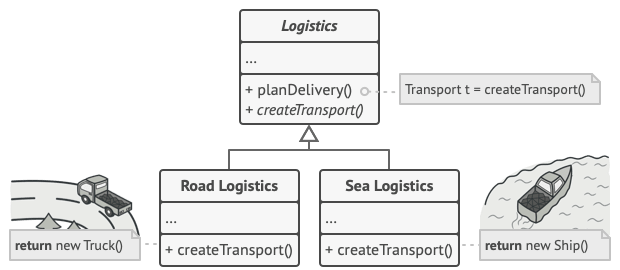 Logistics
...
+ planDelivery()
+ createTransport()
Transport t = createTransport()
Road Logistics
...
+ createTransport()
Sea Logistics
...
+ createTransport()
return new Truck()
return new Ship()